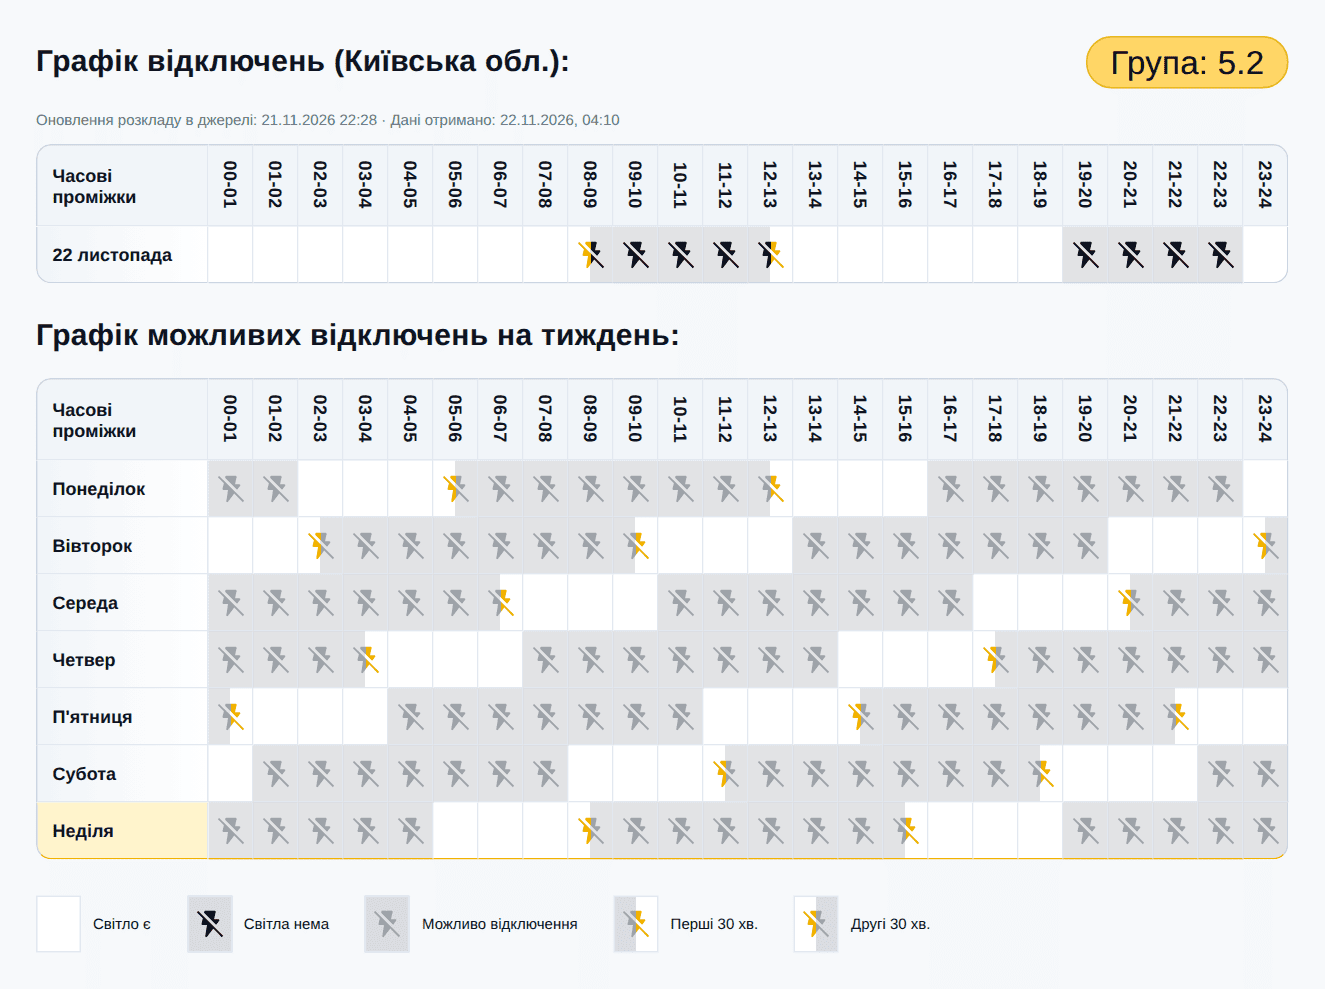 Графік відключень (Київська обл.):
Група: 5.2
Оновлення розкладу в джерелі: 21.11.2026 22:28 · Дані отримано: 22.11.2026, 04:10
Часові проміжки 00-01 01-02 02-03 03-04 04-05 05-06 06-07 07-08 08-09 09-10 10-11 11-12 12-13 13-14 14-15 15-16 16-17 17-18 18-19 19-20 20-21 21-22 22-23 23-24
22 листопада
Графік можливих відключень на тиждень:
Часові проміжки 00-01 01-02 02-03 03-04 04-05 05-06 06-07 07-08 08-09 09-10 10-11 11-12 12-13 13-14 14-15 15-16 16-17 17-18 18-19 19-20 20-21 21-22 22-23 23-24
Понеділок
Вівторок
Середа
Четвер
П'ятниця
Субота
Неділя
Світло є Світла нема Можливо відключення Перші 30 хв. Другі 30 хв.